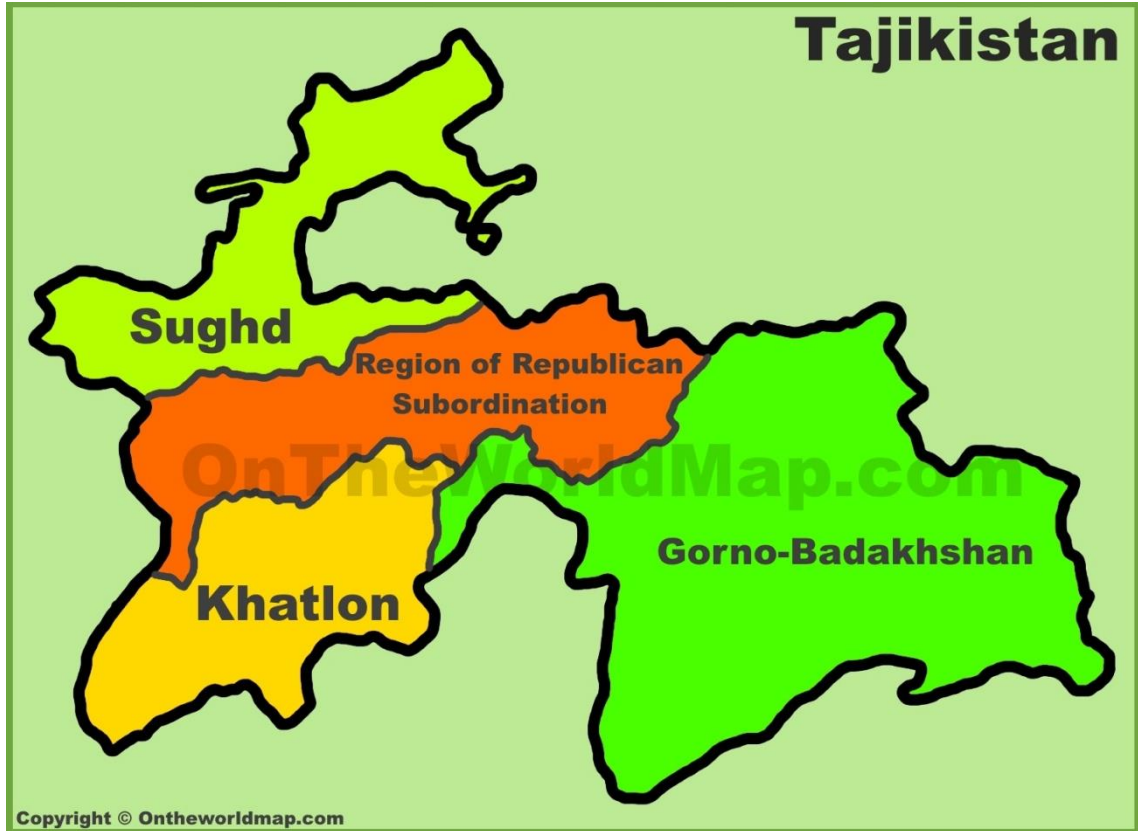 Tajikistan
Sughd
Region of Republican
Subordination
OnTheWorldMap.com
Gorno-Badakhshan
Khatlon
Copyright © Ontheworldmap.com